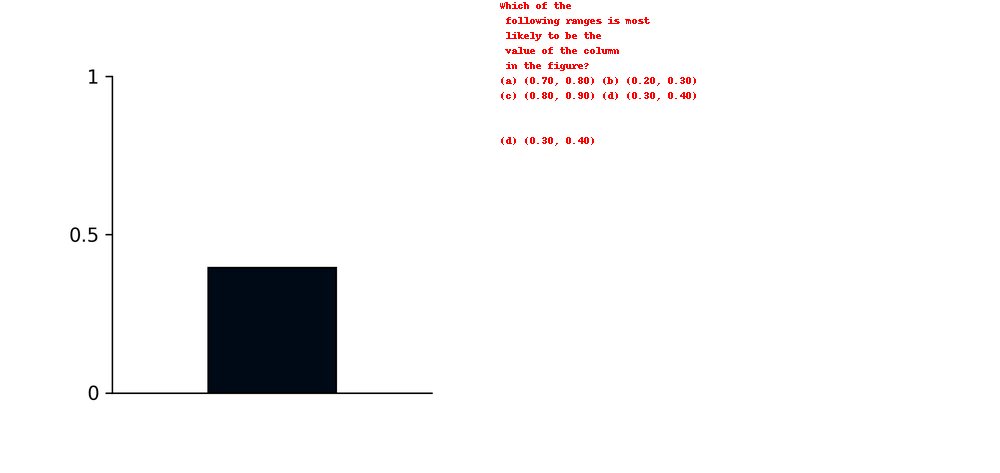 Which of the
following ranges is most
likely to be the
value of the column
in the figure?
(a) (0.70, 0.80) (b) (0.20, 0.30)
(c) (0.80, 0.90) (d) (0.30, 0.40)
(d) (0.30, 0.40)
1
0.5
0